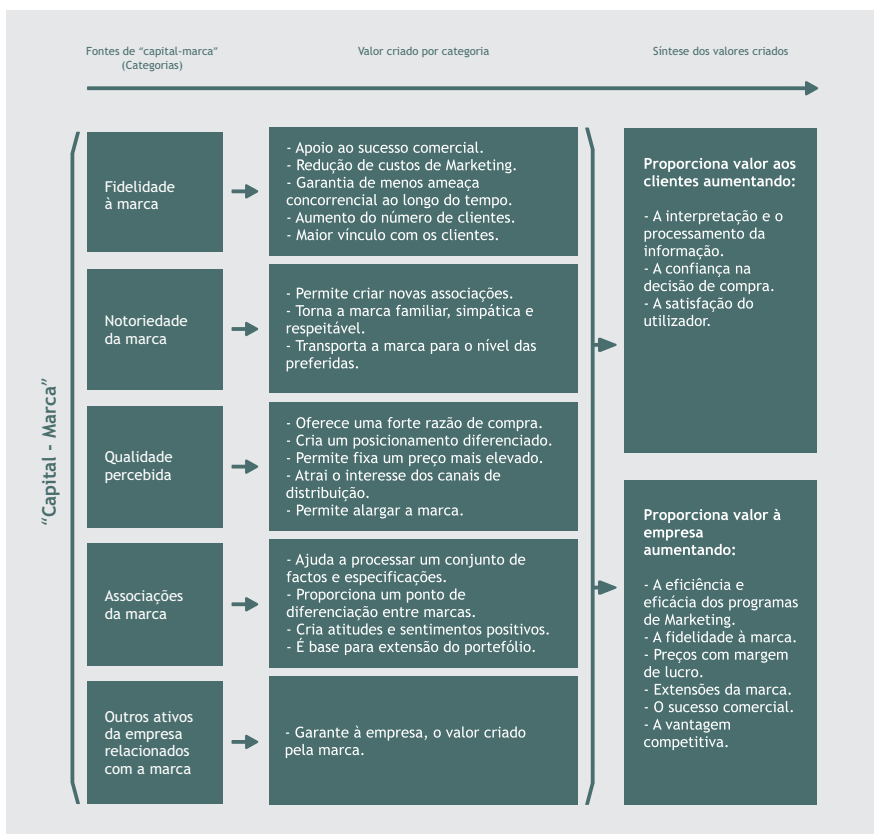 Fontes de “capital-marca”
(Categorias)
Valor criado por categoria
Síntese dos valores criados
“Capital - Marca”
Fidelidade
à marca
- Apoio ao sucesso comercial.
- Redução de custos de Marketing.
- Garantia de menos ameaça
concorrencial ao longo do tempo.
- Aumento do número de clientes.
- Maior vínculo com os clientes.
Notoriedade
da marca
- Permite criar novas associações.
- Torna a marca familiar, simpática e
respeitável.
- Transporta a marca para o nível das
preferidas.
Qualidade
percebida
- Oferece uma forte razão de compra.
- Cria um posicionamento diferenciado.
- Permite fixa um preço mais elevado.
- Atrai o interesse dos canais de
distribuição.
- Permite alargar a marca.
Associações
da marca
- Ajuda a processar um conjunto de
factos e especificações.
- Proporciona um ponto de
diferenciação entre marcas.
- Cria atitudes e sentimentos positivos.
- É base para extensão do portefólio.
Outros ativos
da empresa
relacionados
com a marca
- Garante à empresa, o valor criado
pela marca.
Proporciona valor aos
clientes aumentando:
- A interpretação e o
processamento da
informação.
- A confiança na
decisão de compra.
- A satisfação do
utilizador.
Proporciona valor à
empresa
aumentando:
- A eficiência e
eficácia dos programas
de Marketing.
- A fidelidade à marca.
- Preços com margem
de lucro.
- Extensões da marca.
- O sucesso comercial.
- A vantagem
competitiva.